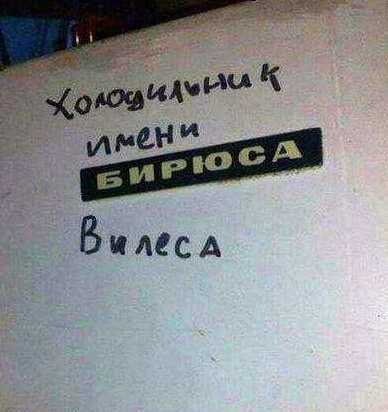 Холодильник
имени
БИРЮСА
Вилеса